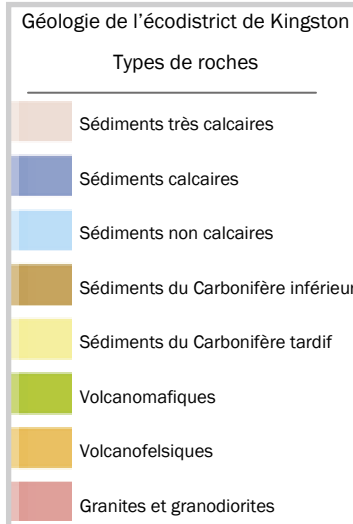 Géologie de l'écodistrict de Kingston
Types de roches
Sédiments très calcaires
Sédiments calcaires
Sédiments non calcaires
Sédiments du Carbonifère inférieur
Sédiments du Carbonifère tardif
Volcanomafiques
Volcanofelsiques
Granites et granodiorites